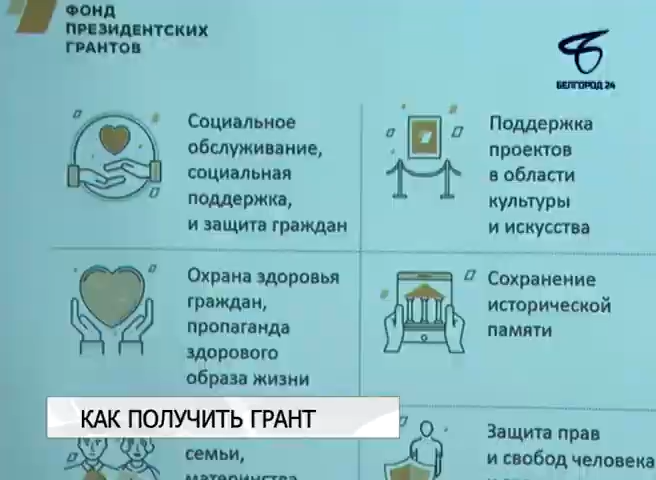 ФОНД
ПРЕЗИДЕНТСКИХ
ГРАНТОВ
БЕЛГОРОД 24
Социальное
обслуживание,
социальная
поддержка,
и защита граждан
Поддержка
проектов
в области
культуры
и искусства
Охрана здоровья
граждан,
пропаганда
здорового
образа жизни
Сохранение
исторической
памяти
КАК ПОЛУЧИТЬ ГРАНТ
семьи,
материнства
Защита прав
и свобод человека